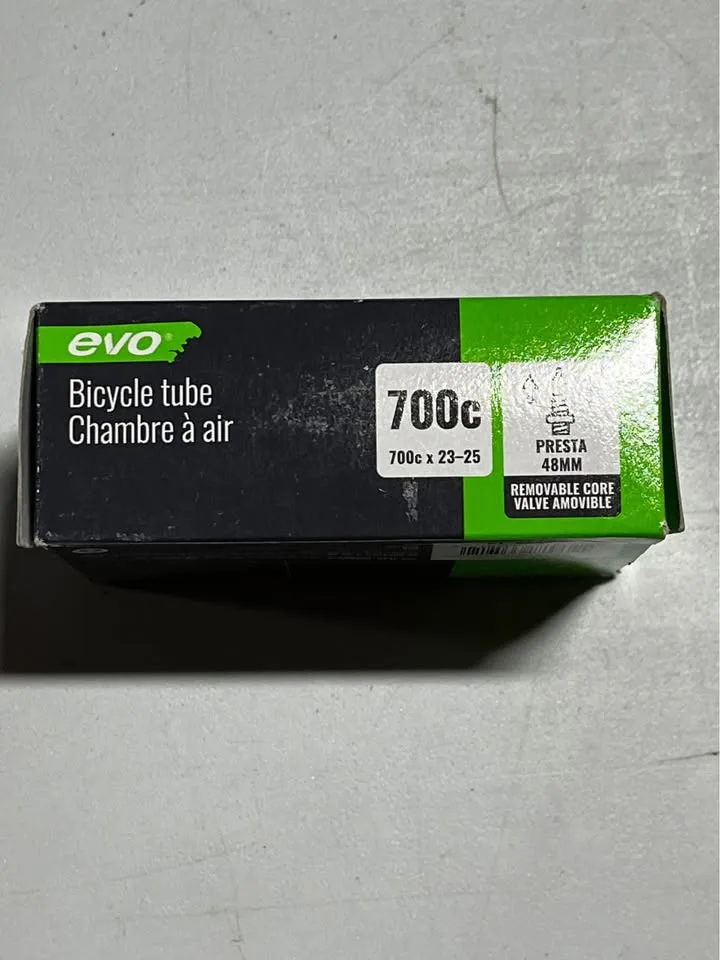 evo
Bicycle tube
Chambre à air
700c
700c x 23–25
PRESTA
48MM
REMOVABLE CORE
VALVE AMOVIBLE